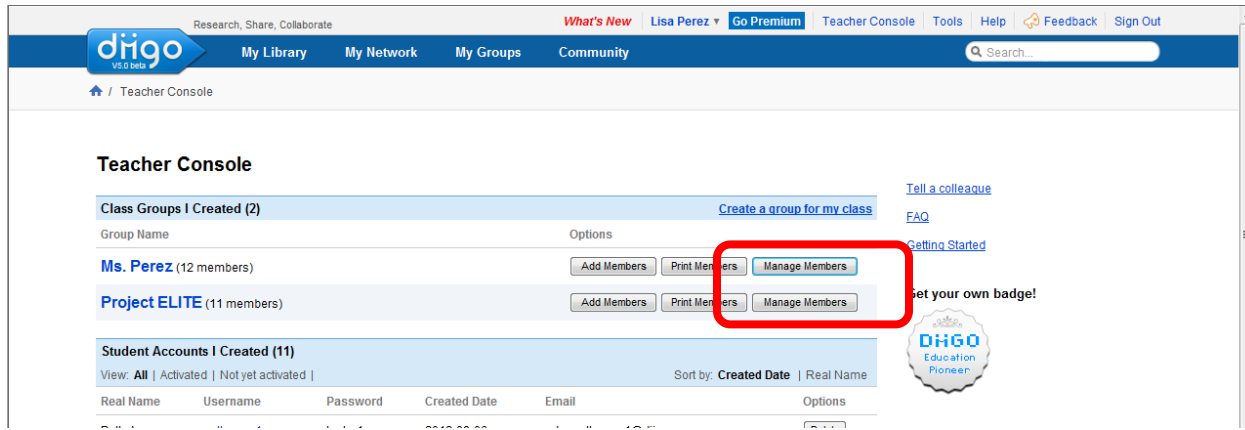 Research, Share, Collaborate
What's New Lisa Perez ▾ Go Premium Teacher Console Tools Help Feedback Sign Out
diigo
V5.0 beta
My Library My Network My Groups Community
Search...
/ Teacher Console
Teacher Console
Tell a colleague
Class Groups I Created (2) Create a group for my class
FAQ
Group Name Options
Getting Started
Ms. Perez (12 members) Add Members Print Members Manage Members
Get your own badge!
Project ELITE (11 members) Add Members Print Members Manage Members
DIIGO
Education
Pioneer
Student Accounts I Created (11)
View: All | Activated | Not yet activated | Sort by: Created Date | Real Name
Real Name Username Password Created Date Email Options